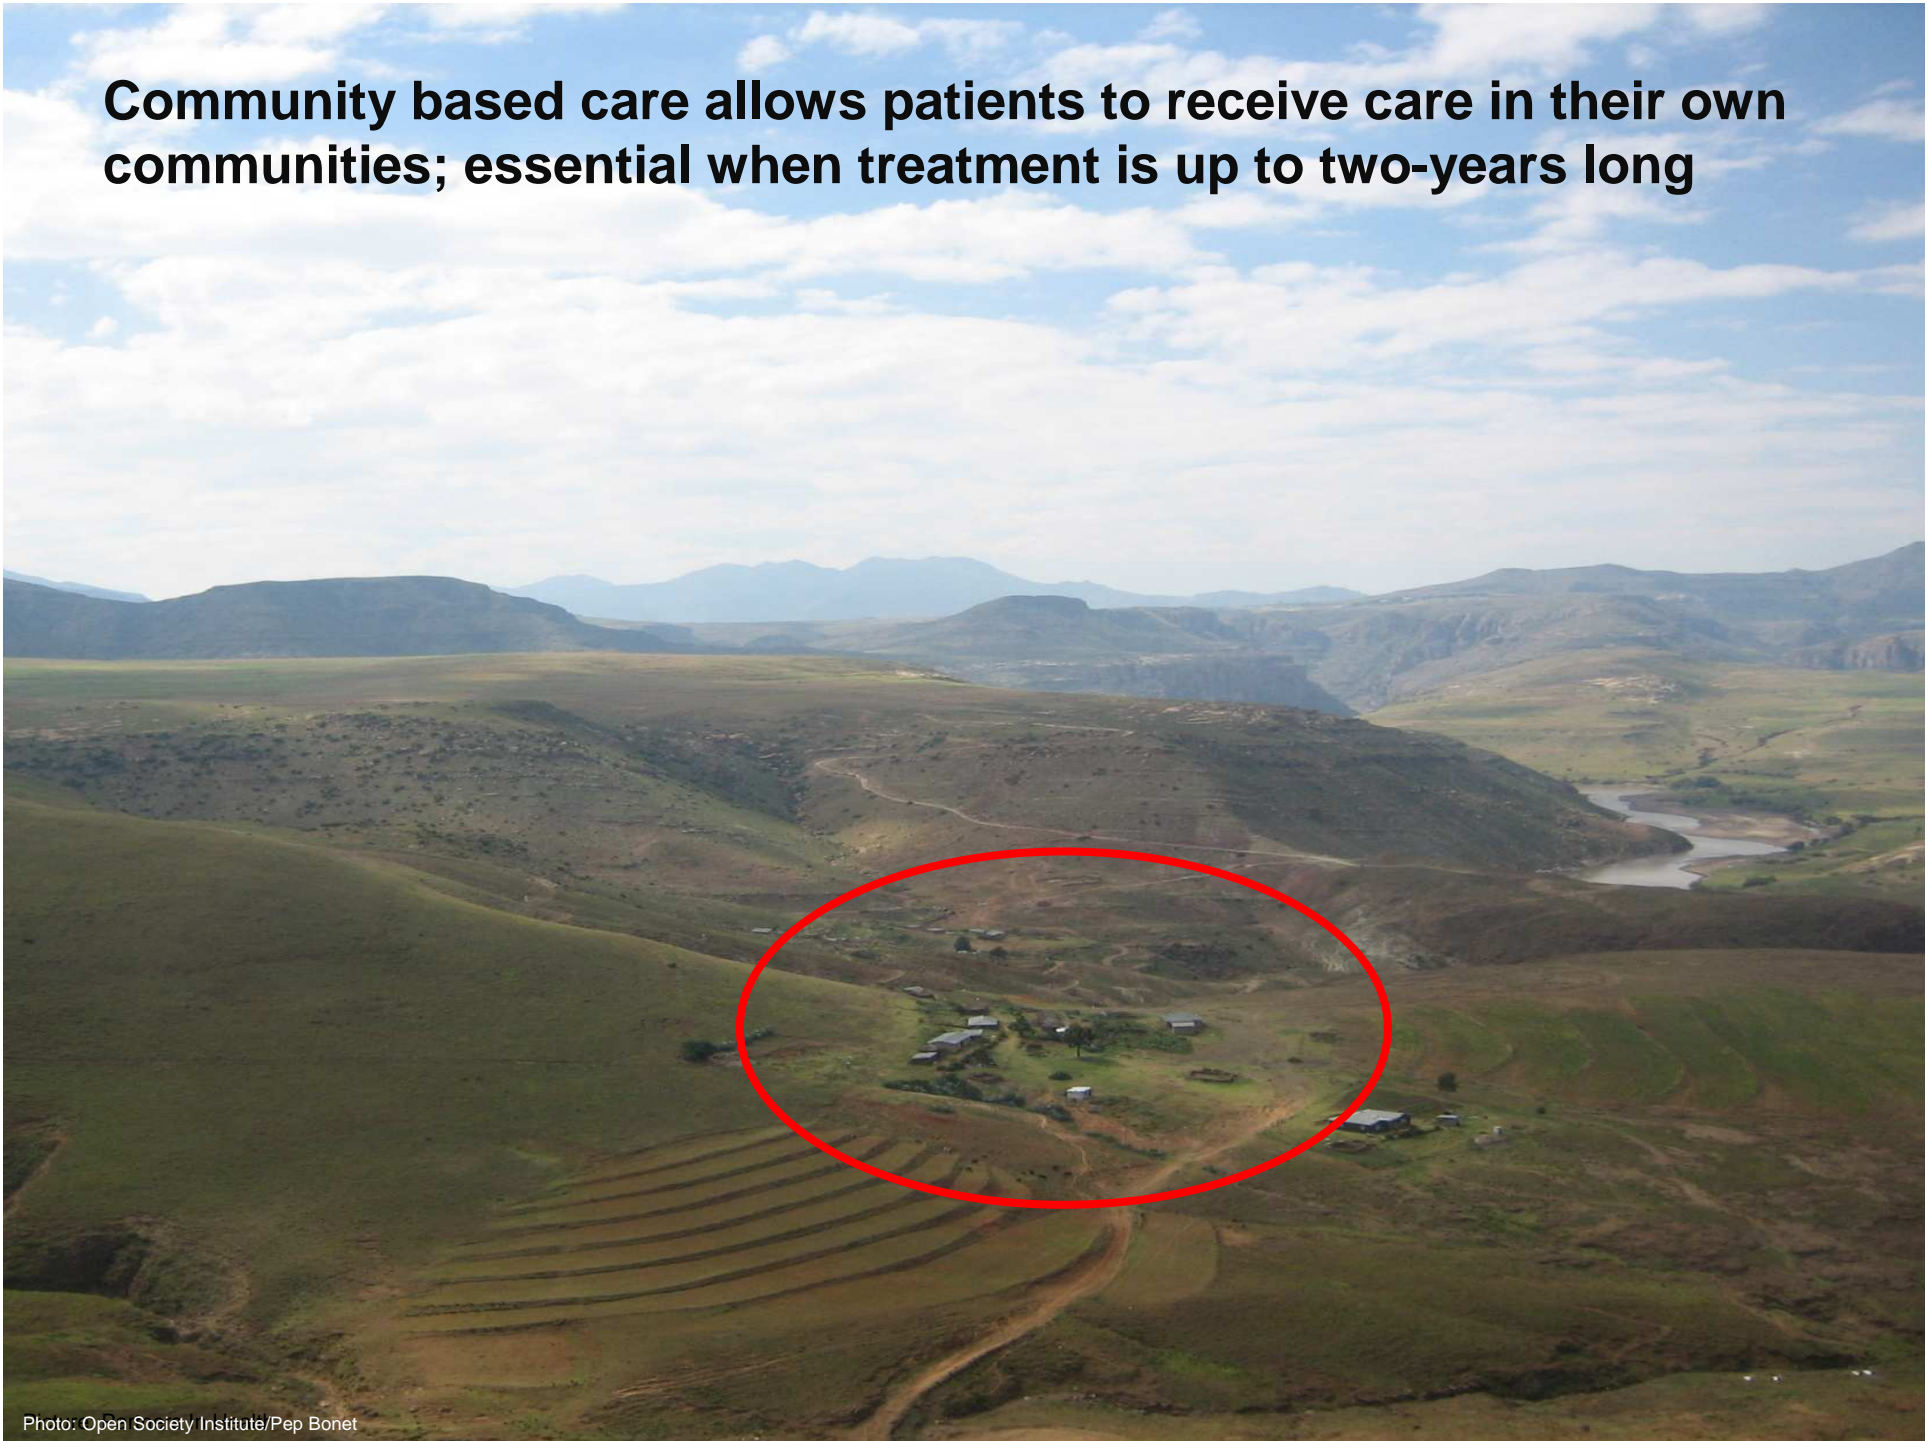 Community based care allows patients to receive care in their own
communities; essential when treatment is up to two-years long
Photo: Open Society Institute/Pep Bonet